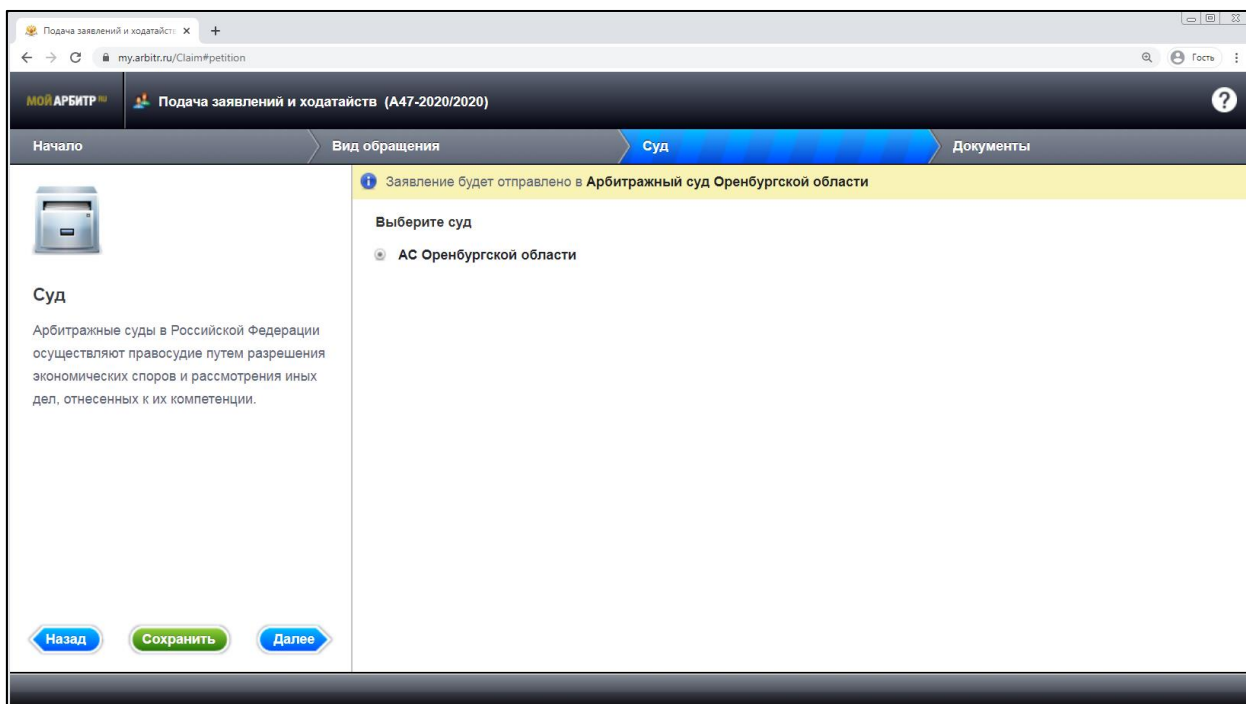 Подача заявлений и ходатайст
my.arbitr.ru/Claim#petition
Гость
МОЙ АРБИТР RU
Подача заявлений и ходатайств (А47-2020/2020)
?
Начало
Вид обращения
Суд
Документы
Заявление будет отправлено в Арбитражный суд Оренбургской области
Выберите суд
АС Оренбургской области
Суд
Арбитражные суды в Российской Федерации
осуществляют правосудие путем разрешения
экономических споров и рассмотрения иных
дел, отнесенных к их компетенции.
Назад
Сохранить
Далее